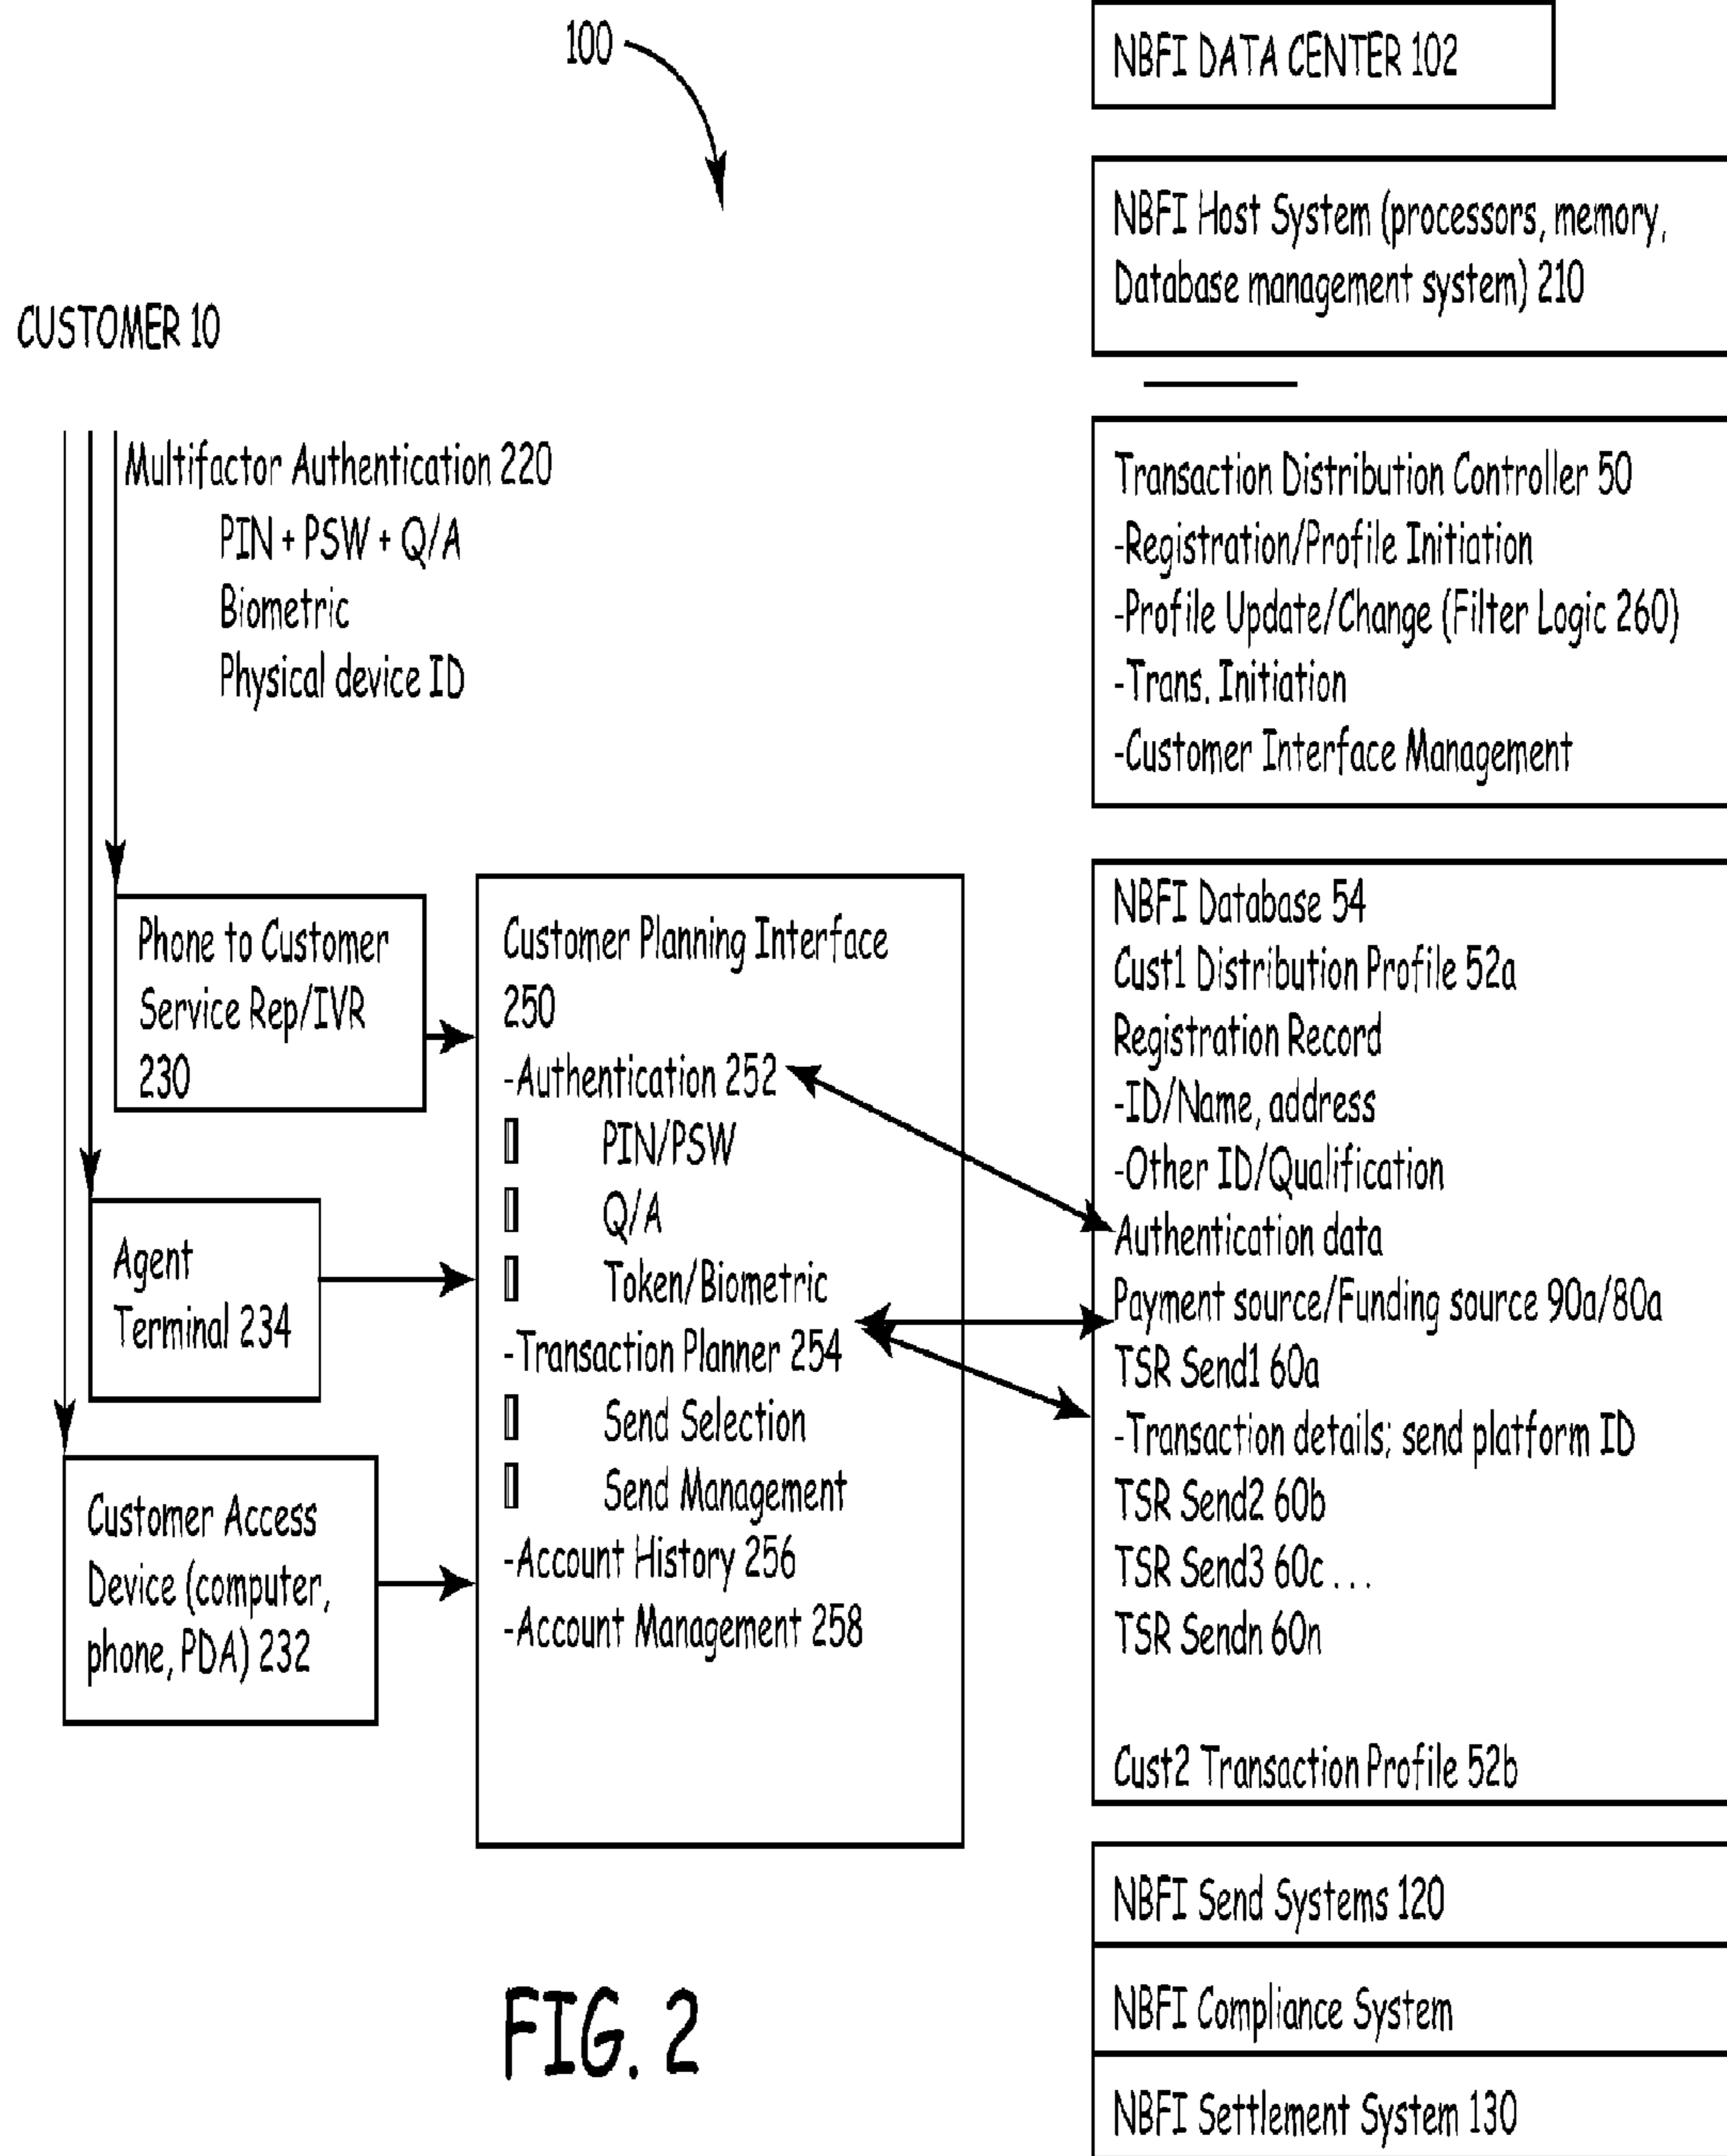 100
NBFI DATA CENTER 102
NBFI Host System (processors, memory,
Database management system) 210
CUSTOMER 10
Multifactor Authentication 220
PIN + PSW + Q/A
Biometric
Physical device ID
Transaction Distribution Controller 50
-Registration/Profile Initiation
-Profile Update/Change (Filter Logic 260)
-Trans. Initiation
-Customer Interface Management
Phone to Customer
Service Rep/IVR
230
Agent
Terminal 234
Customer Access
Device (computer,
phone, PDA) 232
Customer Planning Interface
250
-Authentication 252
PIN/PSW
Q/A
Token/Biometric
-Transaction Planner 254
Send Selection
Send Management
-Account History 256
-Account Management 258
NBFI Database 54
Cust1 Distribution Profile 52a
Registration Record
-ID/Name, address
-Other ID/Qualification
Authentication data
Payment source/Funding source 90a/80a
TSR Send1 60a
-Transaction details; send platform ID
TSR Send2 60b
TSR Send3 60c . . .
TSR Sendn 60n
Cust2 Transaction Profile 52b
NBFI Send Systems 120
NBFI Compliance System
NBFI Settlement System 130
FIG. 2